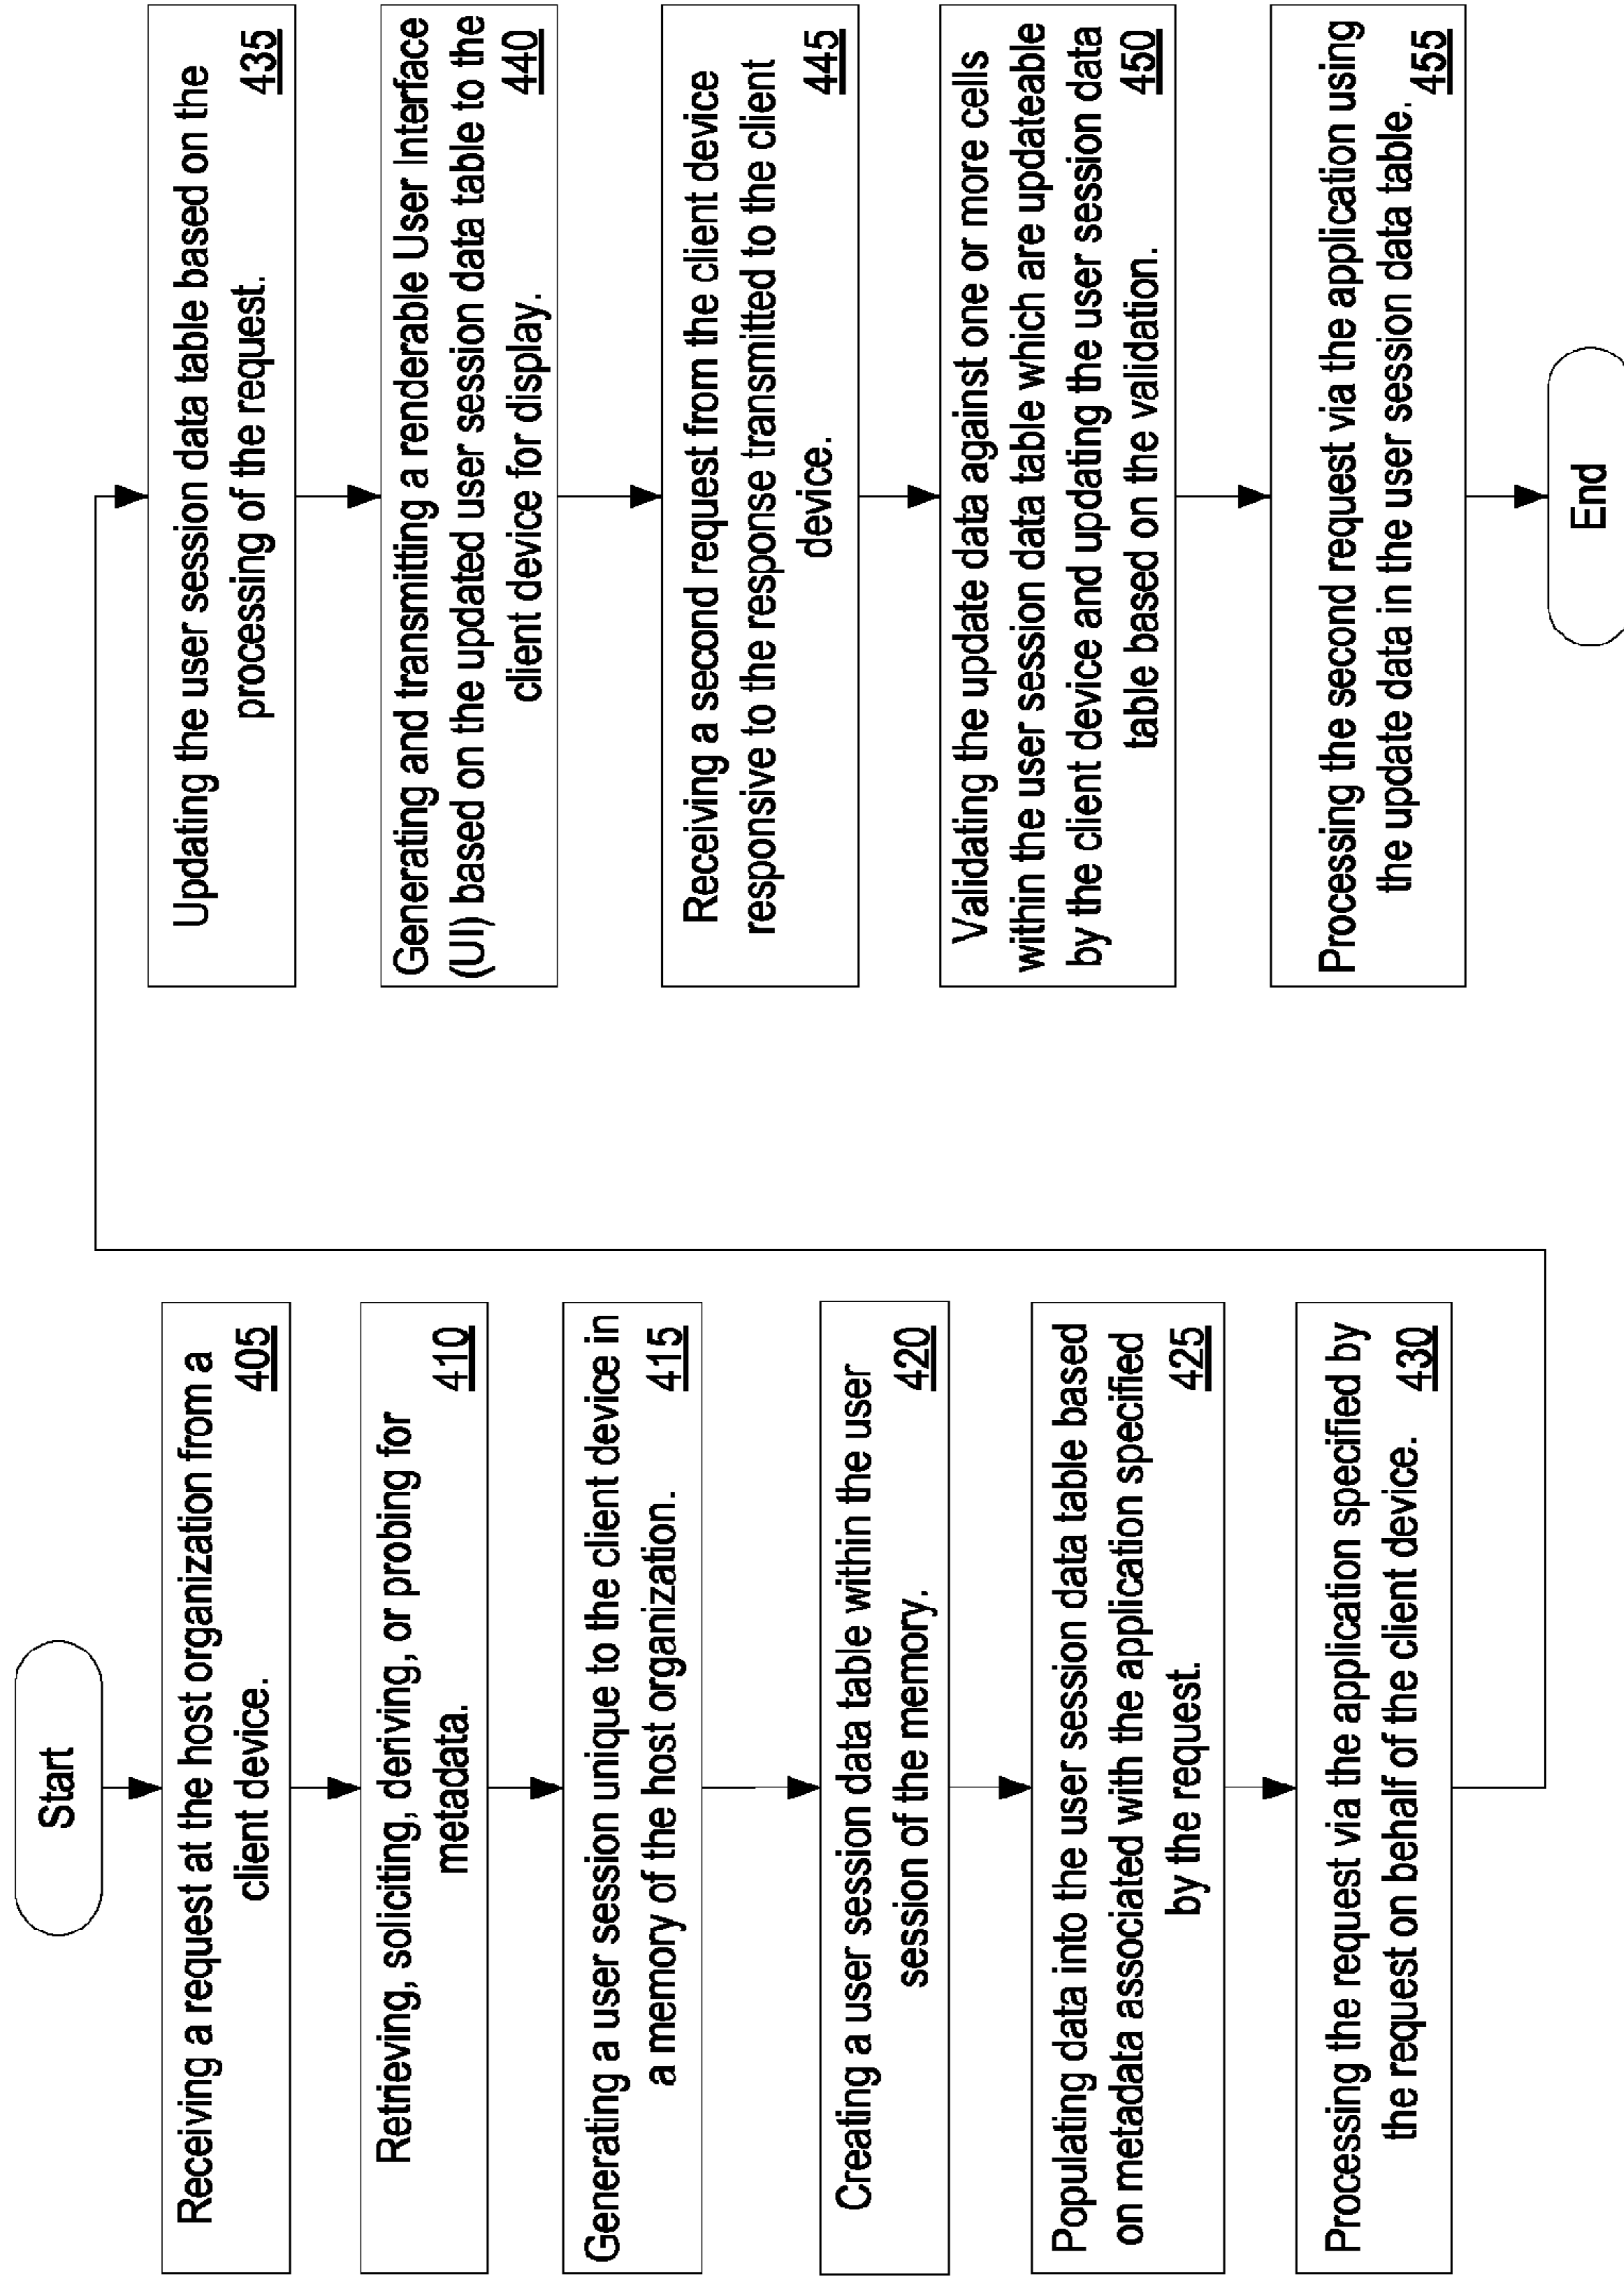 Start
Receiving a request at the host organization from a
client device.
405
Retrieving, soliciting, deriving, or probing for
metadata.
410
Generating a user session unique to the client device in
a memory of the host organization.
415
Creating a user session data table within the user
session of the memory.
420
Populating data into the user session data table based
on metadata associated with the application specified
by the request.
425
Processing the request via the application specified by
the request on behalf of the client device.
430
Updating the user session data table based on the
processing of the request.
435
Generating and transmitting a renderable User Interface
(UI) based on the updated user session data table to the
client device for display.
440
Receiving a second request from the client device
responsive to the response transmitted to the client
device.
445
Validating the update data against one or more cells
within the user session data table which are updateable
by the client device and updating the user session data
table based on the validation.
450
Processing the second request via the application using
the update data in the user session data table.
455
End